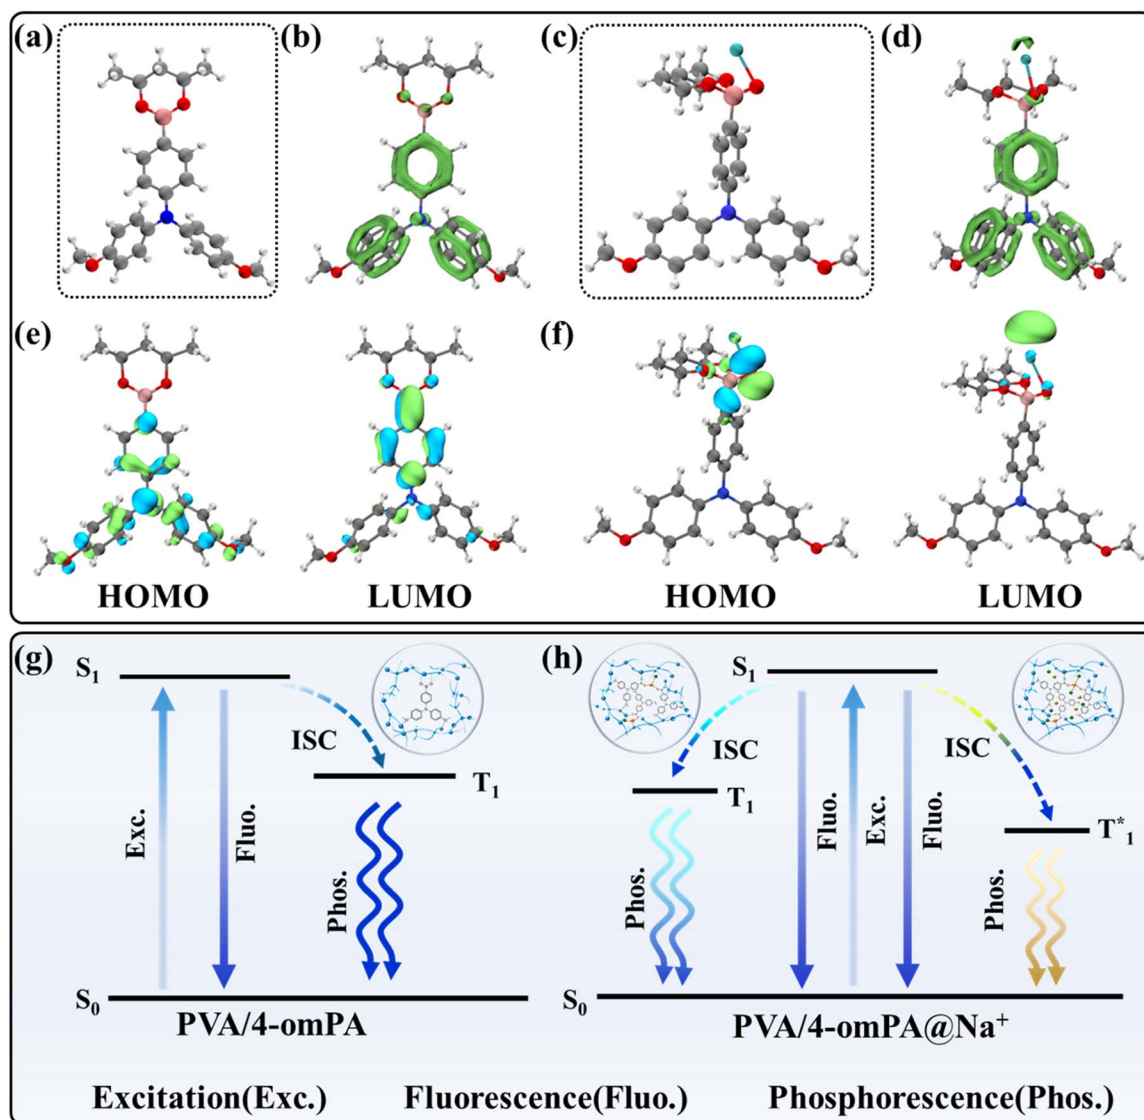 (a)
(b)
(c)
(d)
(e)
(f)
HOMO
LUMO
HOMO
LUMO
(g)
S1
ISC
T1
Exc.
Fluo.
Phos.
S0
PVA/4-omPA
(h)
S1
ISC
ISC
T1
T*1
Phos.
Fluo.
Exc.
Fluo.
Phos.
S0
PVA/4-omPA@Na+
Excitation(Exc.) Fluorescence(Fluo.) Phosphorescence(Phos.)